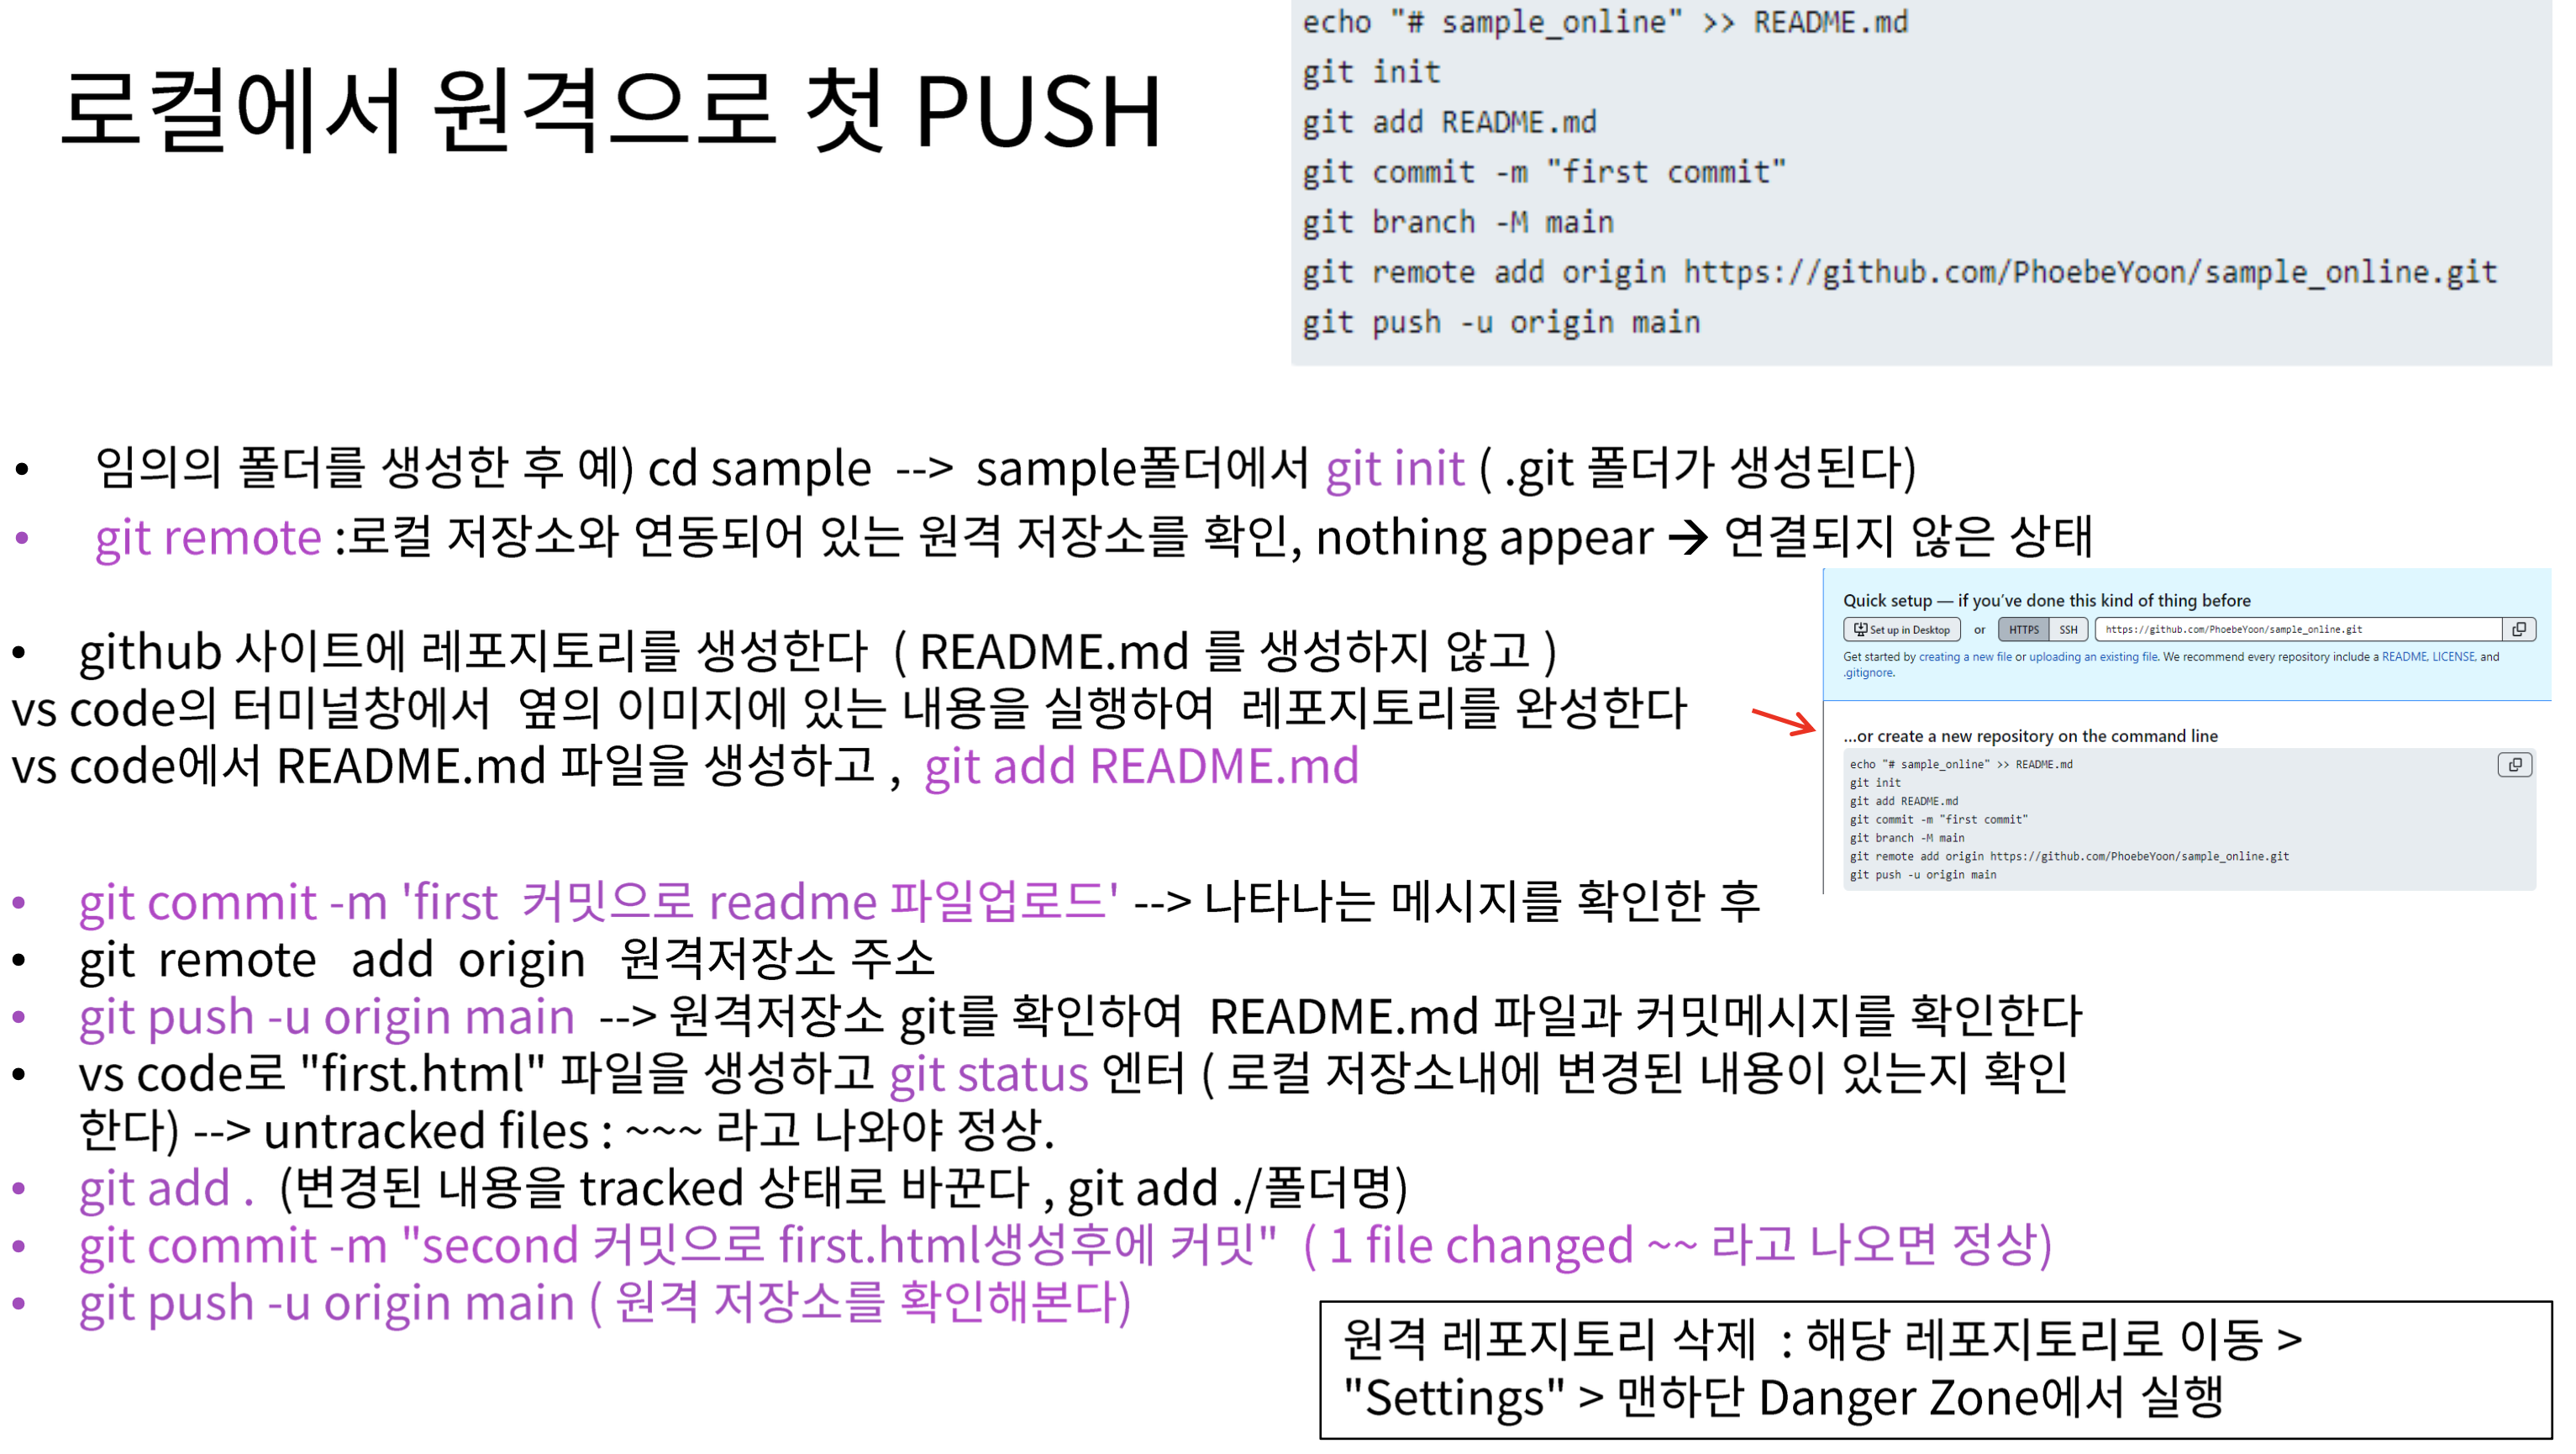 로컬에서 원격으로 첫 PUSH
echo "# sample_online" >> README.md
git init
git add README.md
git commit -m "first commit"
git branch -M main
git remote add origin https://github.com/PhoebeYoon/sample_online.git
git push -u origin main
• 임의의 폴더를 생성한 후 예) cd sample --> sample폴더에서 git init ( .git 폴더가 생성된다)
• git remote :로컬 저장소와 연동되어 있는 원격 저장소를 확인, nothing appear → 연결되지 않은 상태
• github 사이트에 레포지토리를 생성한다 ( README.md 를 생성하지 않고 )
vs code의 터미널창에서 옆의 이미지에 있는 내용을 실행하여 레포지토리를 완성한다
vs code에서 README.md 파일을 생성하고 , git add README.md
Quick setup — if you've done this kind of thing before
Set up in Desktop or HTTPS SSH https://github.com/PhoebeYoon/sample_online.git
Get started by creating a new file or uploading an existing file. We recommend every repository include a README, LICENSE, and
.gitignore.
...or create a new repository on the command line
echo "# sample_online" >> README.md
git init
git add README.md
git commit -m "first commit"
git branch -M main
git remote add origin https://github.com/PhoebeYoon/sample_online.git
git push -u origin main
• git commit -m 'first 커밋으로 readme 파일업로드' --> 나타나는 메시지를 확인한 후
• git remote add origin 원격저장소 주소
• git push -u origin main --> 원격저장소 git를 확인하여 README.md 파일과 커밋메시지를 확인한다
• vs code로 "first.html" 파일을 생성하고 git status 엔터 ( 로컬 저장소내에 변경된 내용이 있는지 확인
한다) --> untracked files : ~~~ 라고 나와야 정상.
• git add . (변경된 내용을 tracked 상태로 바꾼다 , git add ./폴더명)
• git commit -m "second 커밋으로 first.html생성후에 커밋" ( 1 file changed ~~ 라고 나오면 정상)
• git push -u origin main ( 원격 저장소를 확인해본다)
원격 레포지토리 삭제 : 해당 레포지토리로 이동 >
"Settings" > 맨하단 Danger Zone에서 실행